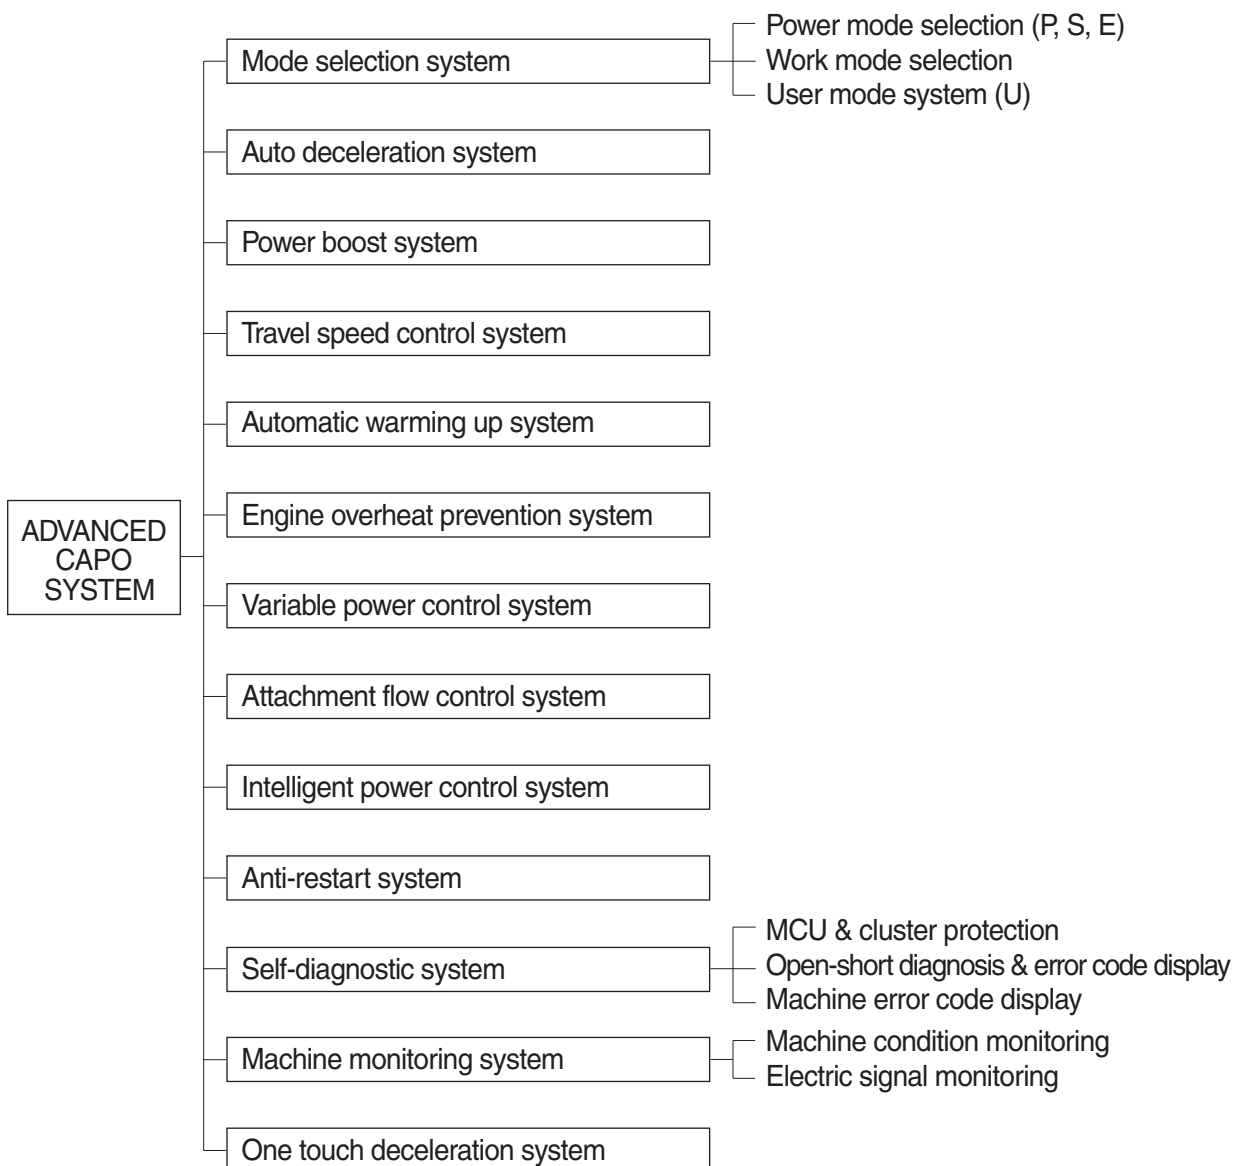 Power mode selection (P, S, E)
Mode selection system
Work mode selection
User mode system (U)
Auto deceleration system
Power boost system
Travel speed control system
Automatic warming up system
Engine overheat prevention system
ADVANCED
CAPO
SYSTEM
Variable power control system
Attachment flow control system
Intelligent power control system
Anti-restart system
MCU & cluster protection
Self-diagnostic system
Open-short diagnosis & error code display
Machine error code display
Machine monitoring system
Machine condition monitoring
Electric signal monitoring
One touch deceleration system